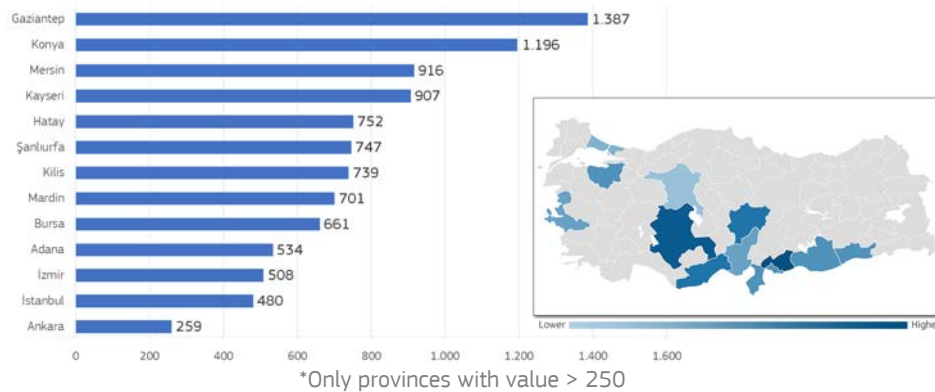 Gaziantep 1.387
Konya 1.196
Mersin 916
Kayseri 907
Hatay 752
Şanlıurfa 747
Kilis 739
Mardin 701
Bursa 661
Adana 534
İzmir 508
İstanbul 480
Ankara 259
Lower Highe
0 200 400 600 800 1.000 1.200 1.400 1.600
*Only provinces with value > 250